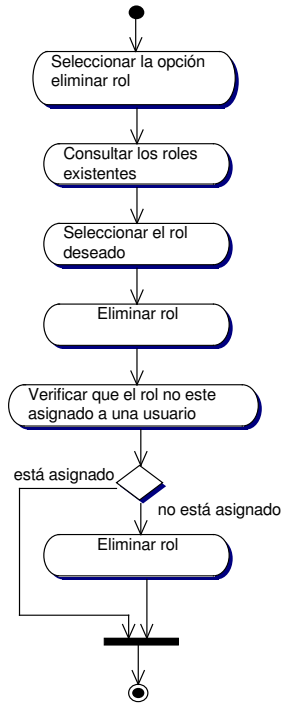 Seleccionar la opción
eliminar rol
Consultar los roles
existentes
Seleccionar el rol
deseado
Eliminar rol
Verificar que el rol no este
asignado a una usuario
está asignado
no está asignado
Eliminar rol